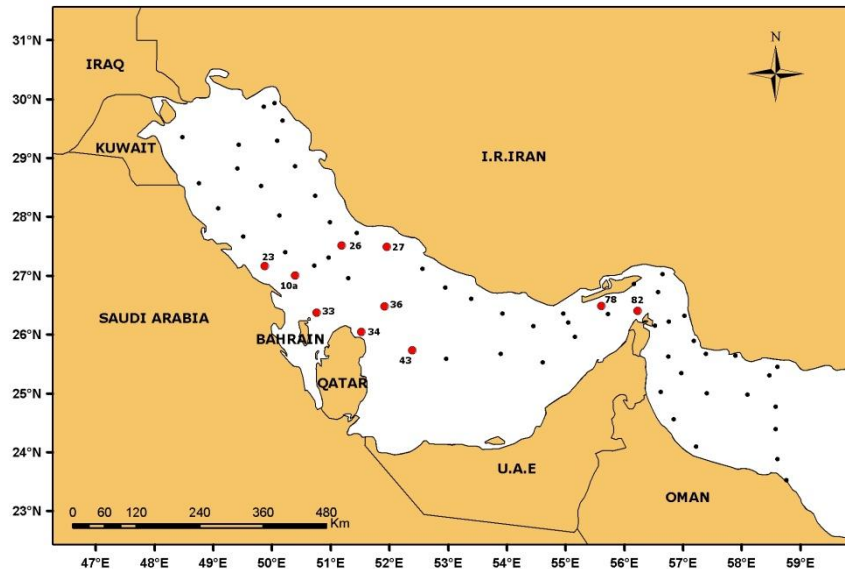 N
31°N
30°N
29°N
28°N
27°N
26°N
25°N
24°N
23°N
IRAQ
KUWAIT
I.R.IRAN
23
10a
26
27
33
36
34
43
78
82
SAUDI ARABIA
BAHRAIN
QATAR
U.A.E
OMAN
0 60 120 240 360 480
Km
47°E 48°E 49°E 50°E 51°E 52°E 53°E 54°E 55°E 56°E 57°E 58°E 59°E